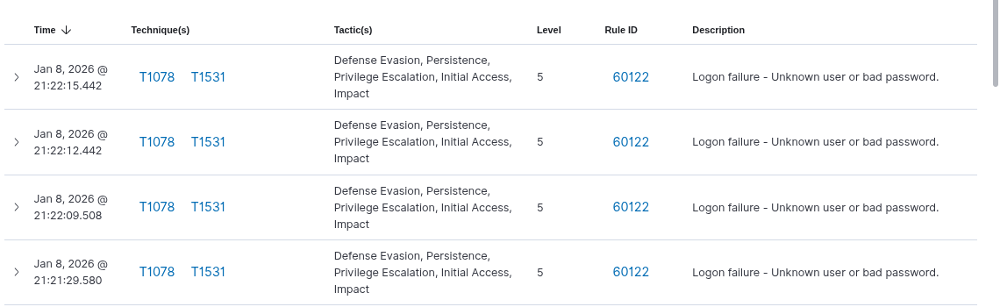 Time Technique(s) Tactic(s) Level Rule ID Description
Jan 8, 2026 @ 21:22:15.442 T1078 T1531 Defense Evasion, Persistence, Privilege Escalation, Initial Access, Impact 5 60122 Logon failure - Unknown user or bad password.
Jan 8, 2026 @ 21:22:12.442 T1078 T1531 Defense Evasion, Persistence, Privilege Escalation, Initial Access, Impact 5 60122 Logon failure - Unknown user or bad password.
Jan 8, 2026 @ 21:22:09.508 T1078 T1531 Defense Evasion, Persistence, Privilege Escalation, Initial Access, Impact 5 60122 Logon failure - Unknown user or bad password.
Jan 8, 2026 @ 21:21:29.580 T1078 T1531 Defense Evasion, Persistence, Privilege Escalation, Initial Access, Impact 5 60122 Logon failure - Unknown user or bad password.